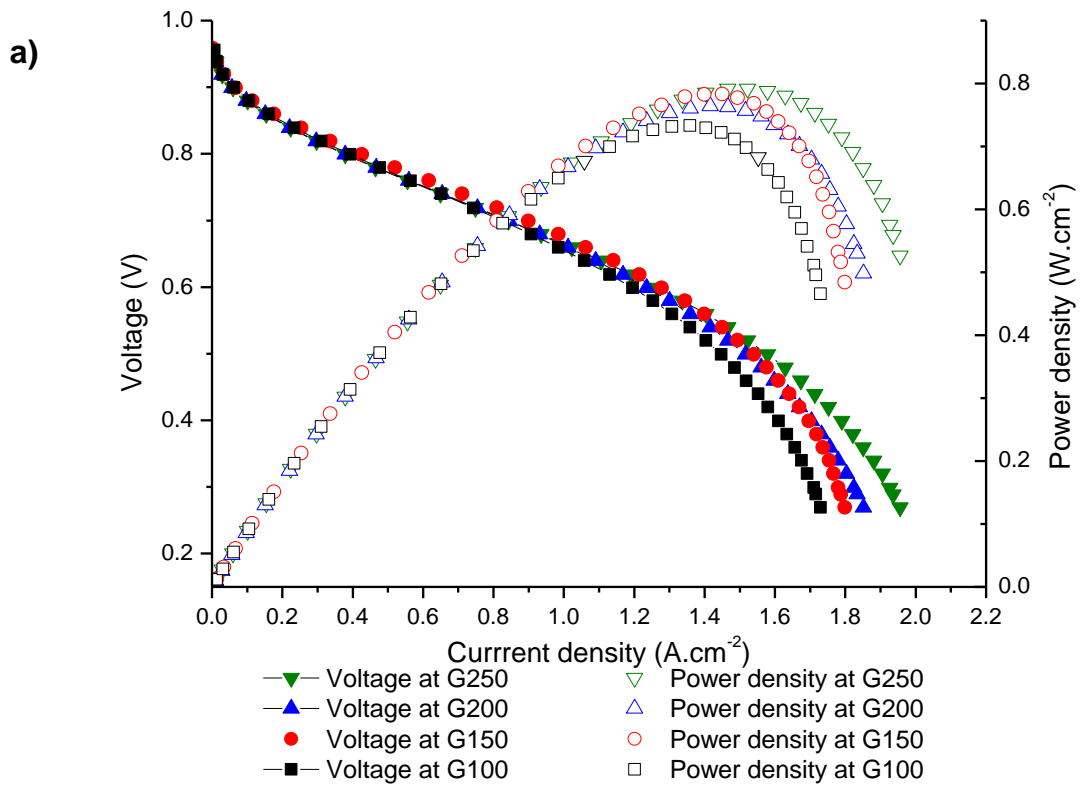 a)
1.0
0.8
0.6
0.4
0.2
Voltage (V)
0.8
0.6
0.4
0.2
0.0
Power density (W.cm-2)
0.0 0.2 0.4 0.6 0.8 1.0 1.2 1.4 1.6 1.8 2.0 2.2
Currrent density (A.cm-2)
Voltage at G250 Power density at G250
Voltage at G200 Power density at G200
Voltage at G150 Power density at G150
Voltage at G100 Power density at G100